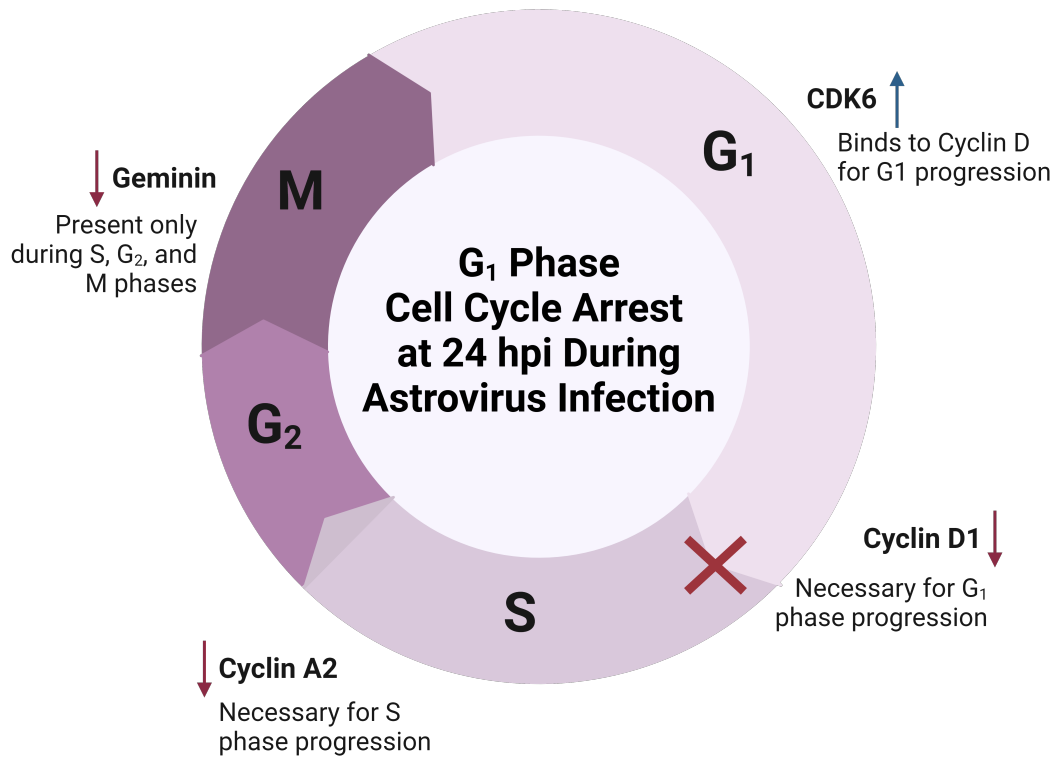 G₁ Phase
Cell Cycle Arrest
at 24 hpi During
Astrovirus Infection
G₁
CDK6
Binds to Cyclin D
for G1 progression
Cyclin D1
Necessary for G₁
phase progression
S
Cyclin A2
Necessary for S
phase progression
G₂
M
Geminin
Present only
during S, G₂, and
M phases